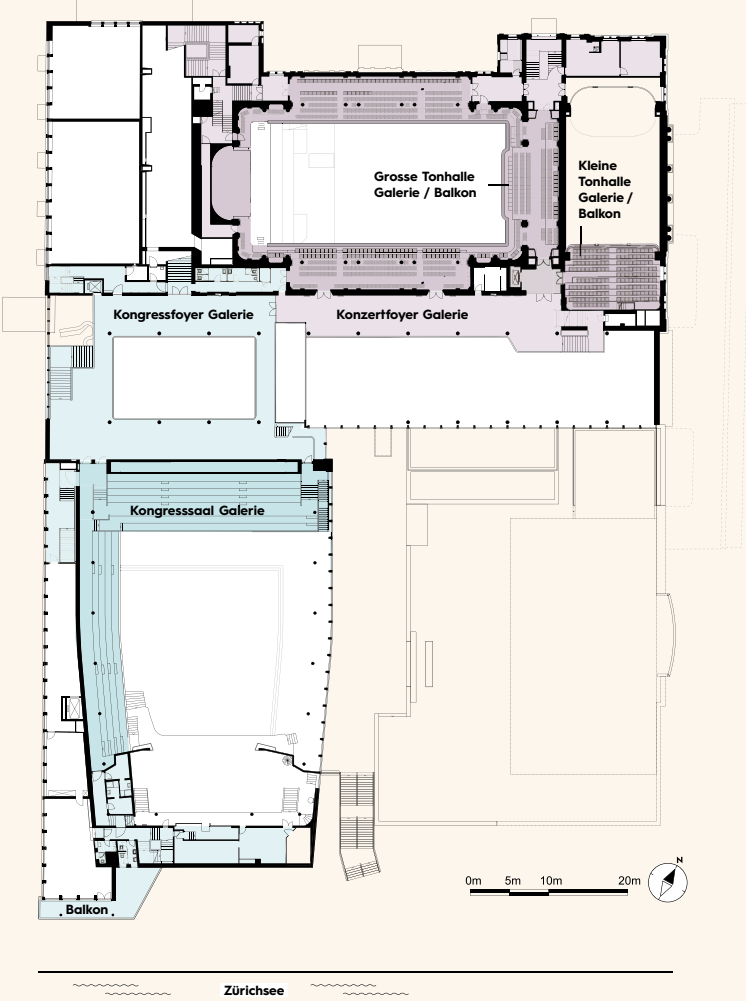 Kleine
Tonhalle
Galerie /
Balkon
Grosse Tonhalle
Galerie / Balkon
Kongressfoyer Galerie
Konzertfoyer Galerie
Kongresssaal Galerie
N
0m 5m 10m 20m
Balkon
Zürichsee